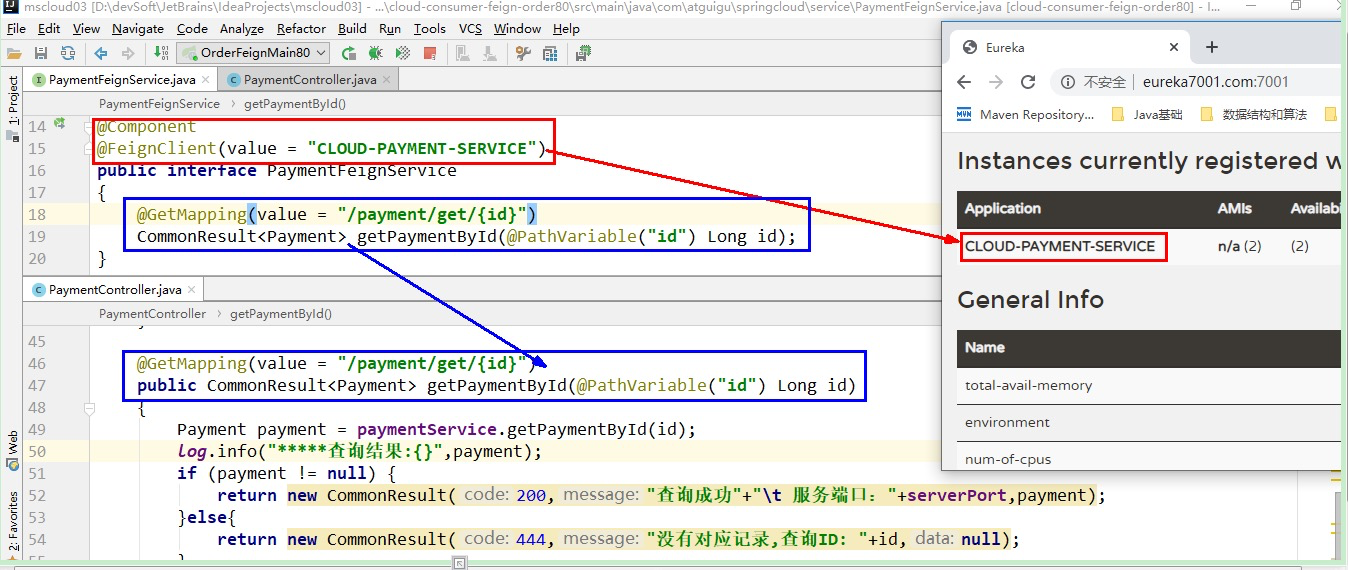 mscloud03 [D:\devSoft\JetBrains\IdeaProjects\mscloud03] - ...\cloud-consumer-feign-order80\src\main\java\com\atguigu\springcloud\service\PaymentFeignService.java [cloud-consumer-feign-order80] - I...
File Edit View Navigate Code Analyze Refactor Build Run Tools VCS Window Help
OrderFeignMain80
PaymentFeignService.java PaymentController.java
PaymentFeignService getPaymentById()
14 @Component
15 @FeignClient(value = "CLOUD-PAYMENT-SERVICE")
16 public interface PaymentFeignService
17 {
18 @GetMapping(value = "/payment/get/{id}")
19 CommonResult<Payment> getPaymentById(@PathVariable("id") Long id);
20 }
PaymentController.java
PaymentController getPaymentById()
45
46 @GetMapping(value = "/payment/get/{id}")
47 public CommonResult<Payment> getPaymentById(@PathVariable("id") Long id)
48 {
49 Payment payment = paymentService.getPaymentById(id);
50 log.info("*****查询结果:{}",payment);
51 if (payment != null) {
52 return new CommonResult( code: 200, message: "查询成功"+"\t 服务端口: "+serverPort,payment);
53 }else{
54 return new CommonResult( code: 444, message: "没有对应记录,查询ID: "+id, data: null);
55 }
1: Project
Web
2: Favorites
Eureka
不安全 eureka7001.com:7001
MVN Maven Repository... Java基础 数据结构和算法
Instances currently registered w
Application AMIs Availabi
CLOUD-PAYMENT-SERVICE n/a (2) (2)
General Info
Name
total-avail-memory
environment
num-of-cpus